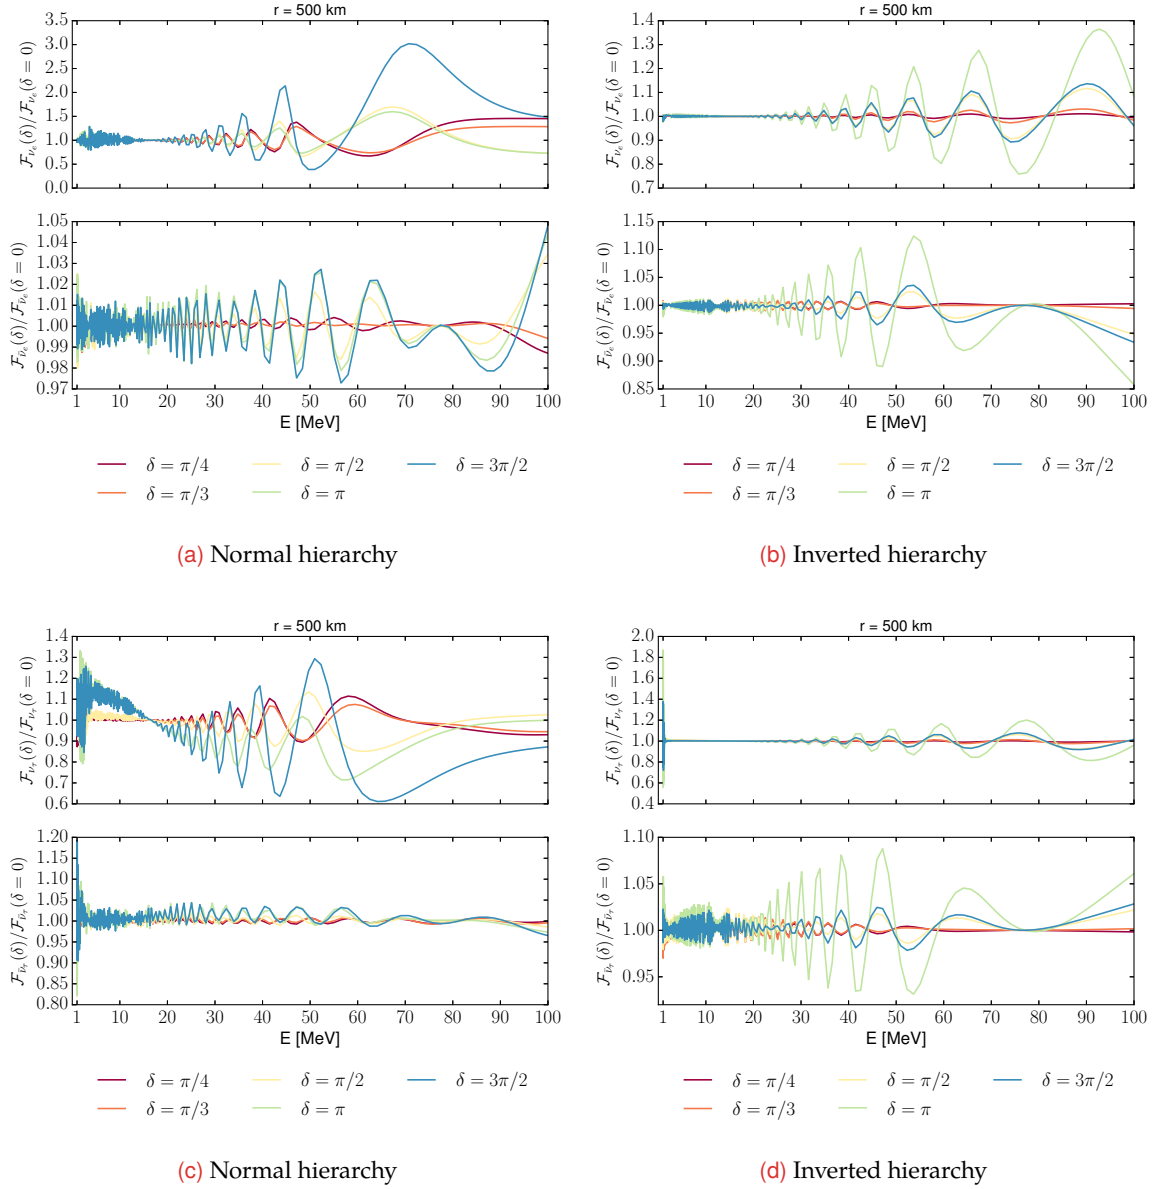 r = 500 km
3.5
3.0
2.5
2.0
1.5
1.0
0.5
0.0
ℱ_{ν_e}(δ)/ℱ_{ν_e}(δ = 0)
1.05
1.04
1.03
1.02
1.01
1.00
0.99
0.98
0.97
ℱ_{ν̄_e}(δ)/ℱ_{ν̄_e}(δ = 0)
1 10 20 30 40 50 60 70 80 90 100
E [MeV]
δ = π/4 δ = π/2 δ = 3π/2
δ = π/3 δ = π
(a) Normal hierarchy
r = 500 km
1.4
1.3
1.2
1.1
1.0
0.9
0.8
0.7
ℱ_{ν_e}(δ)/ℱ_{ν_e}(δ = 0)
1.15
1.10
1.05
1.00
0.95
0.90
0.85
ℱ_{ν̄_e}(δ)/ℱ_{ν̄_e}(δ = 0)
1 10 20 30 40 50 60 70 80 90 100
E [MeV]
δ = π/4 δ = π/2 δ = 3π/2
δ = π/3 δ = π
(b) Inverted hierarchy
r = 500 km
1.4
1.3
1.2
1.1
1.0
0.9
0.8
0.7
0.6
ℱ_{ν_τ}(δ)/ℱ_{ν_τ}(δ = 0)
1.20
1.15
1.10
1.05
1.00
0.95
0.90
0.85
0.80
ℱ_{ν̄_τ}(δ)/ℱ_{ν̄_τ}(δ = 0)
1 10 20 30 40 50 60 70 80 90 100
E [MeV]
δ = π/4 δ = π/2 δ = 3π/2
δ = π/3 δ = π
(c) Normal hierarchy
r = 500 km
2.0
1.8
1.6
1.4
1.2
1.0
0.8
0.6
0.4
ℱ_{ν_τ}(δ)/ℱ_{ν_τ}(δ = 0)
1.10
1.05
1.00
0.95
ℱ_{ν̄_τ}(δ)/ℱ_{ν̄_τ}(δ = 0)
1 10 20 30 40 50 60 70 80 90 100
E [MeV]
δ = π/4 δ = π/2 δ = 3π/2
δ = π/3 δ = π
(d) Inverted hierarchy